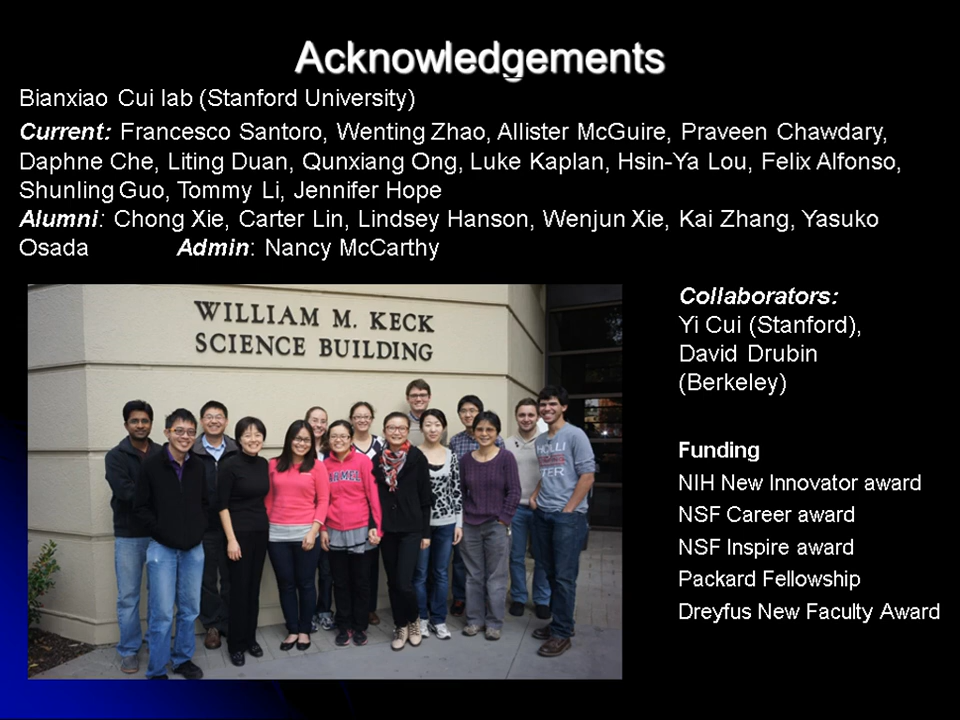 Acknowledgements
Bianxiao Cui lab (Stanford University)
Current: Francesco Santoro, Wenting Zhao, Allister McGuire, Praveen Chawdary,
Daphne Che, Liting Duan, Qunxiang Ong, Luke Kaplan, Hsin-Ya Lou, Felix Alfonso,
Shunling Guo, Tommy Li, Jennifer Hope
Alumni: Chong Xie, Carter Lin, Lindsey Hanson, Wenjun Xie, Kai Zhang, Yasuko
Osada Admin: Nancy McCarthy
WILLIAM M. KECK
SCIENCE BUILDING
Collaborators:
Yi Cui (Stanford),
David Drubin
(Berkeley)
Funding
NIH New Innovator award
NSF Career award
NSF Inspire award
Packard Fellowship
Dreyfus New Faculty Award